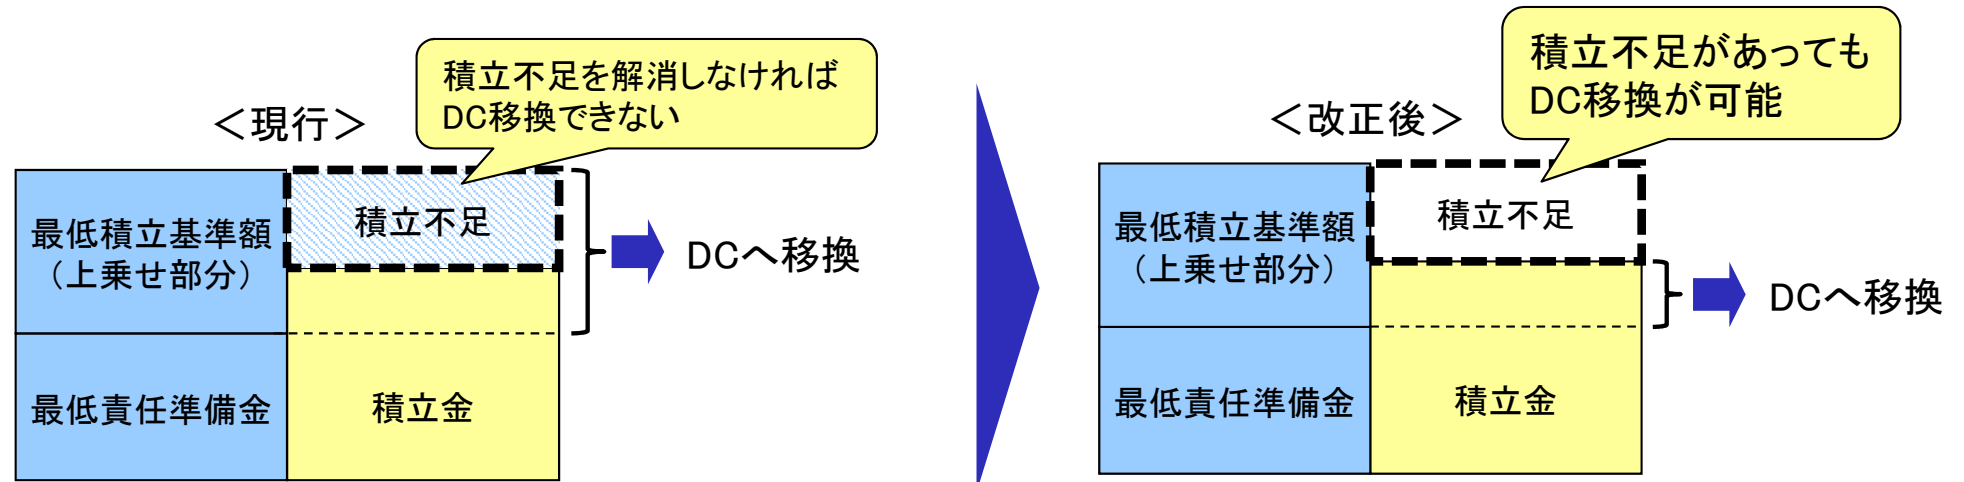 ＜現行＞
積立不足を解消しなければ
DC移換できない
最低積立基準額
（上乗せ部分）
積立不足
DCへ移換
最低責任準備金
積立金
＜改正後＞
積立不足があっても
DC移換が可能
最低積立基準額
（上乗せ部分）
積立不足
DCへ移換
最低責任準備金
積立金